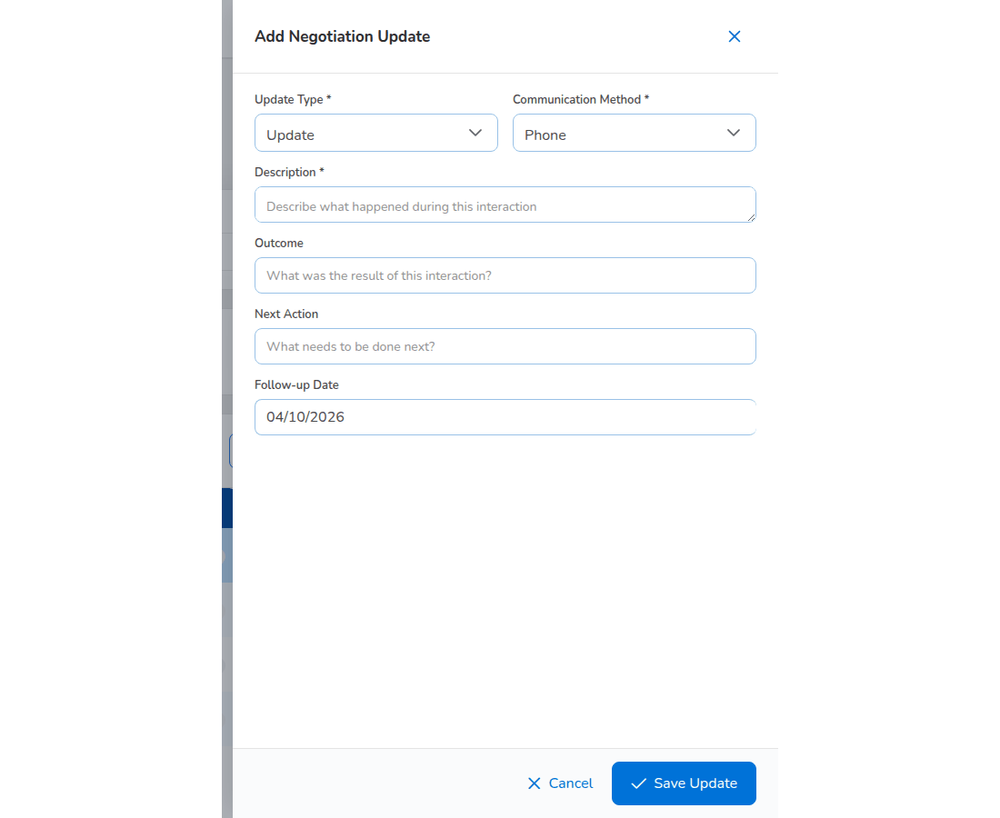 Add Negotiation Update
Update Type *
Communication Method *
Update
Phone
Description *
Describe what happened during this interaction
Outcome
What was the result of this interaction?
Next Action
What needs to be done next?
Follow-up Date
04/10/2026
Cancel
Save Update